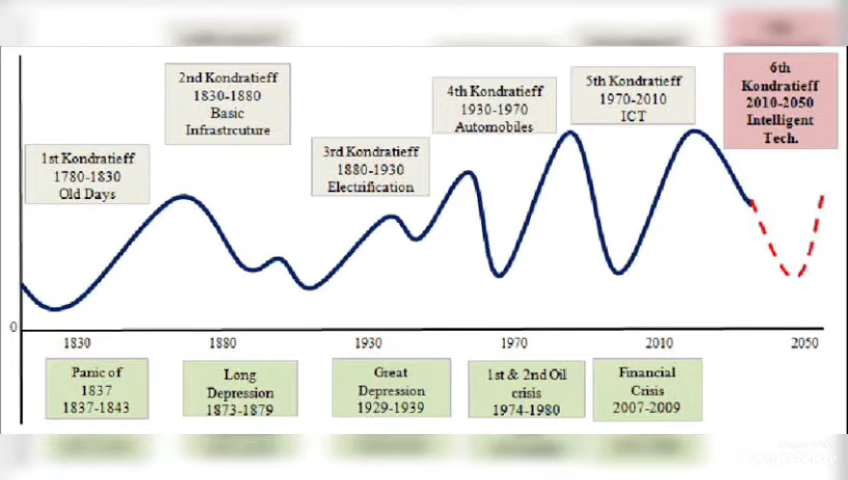 1st Kondratieff
1780-1830
Old Days
2nd Kondratieff
1830-1880
Basic
Infrastrcuture
3rd Kondratieff
1880-1930
Electrification
4th Kondratieff
1930-1970
Automobiles
5th Kondratieff
1970-2010
ICT
6th
Kondratieff
2010-2050
Intelligent
Tech.
0
1830 1880 1930 1970 2010 2050
Panic of
1837
1837-1843
Long
Depression
1873-1879
Great
Depression
1929-1939
1st & 2nd Oil
crisis
1974-1980
Financial
Crisis
2007-2009